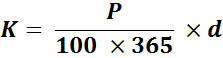 K = P / (100 × 365) × d